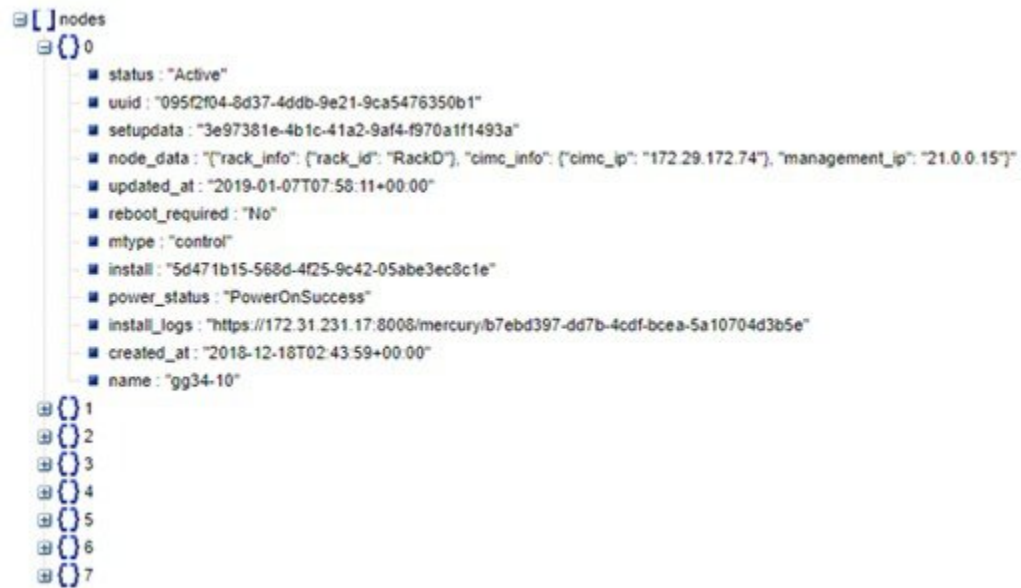 [ ] nodes
{ } 0
status : "Active"
uuid : "095f2f04-8d37-4ddb-9e21-9ca5476350b1"
setupdata : "3e97381e-4b1c-41a2-9af4-f970a1f1493a"
node_data : "{"rack_info": {"rack_id": "RackD"}, "cimc_info": {"cimc_ip": "172.29.172.74"}, "management_ip": "21.0.0.15"}"
updated_at : "2019-01-07T07:58:11+00:00"
reboot_required : "No"
mtype : "control"
install : "5d471b15-568d-4f25-9c42-05abe3ec8c1e"
power_status : "PowerOnSuccess"
install_logs : "https://172.31.231.17:8008/mercury/b7ebd397-dd7b-4cdf-bcea-5a10704d3b5e"
created_at : "2018-12-18T02:43:59+00:00"
name : "gg34-10"
{ } 1
{ } 2
{ } 3
{ } 4
{ } 5
{ } 6
{ } 7